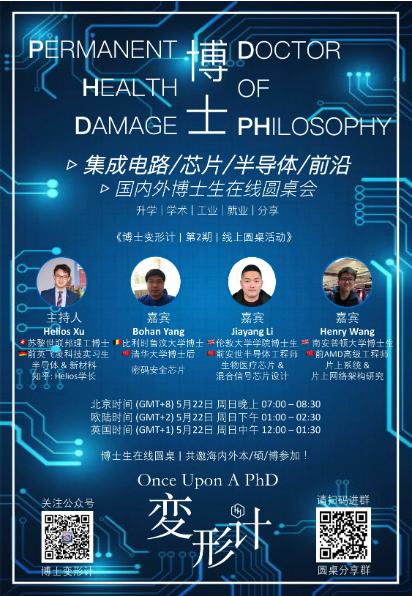 PERMANENT 博士 DOCTOR
HEALTH OF
DAMAGE PHILOSOPHY
集成电路/芯片/半导体/前沿
国内外博士生在线圆桌会
升学 | 学术 | 工业 | 就业 | 分享
《博士变形计 | 第2期 | 线上圆桌活动》
主持人
Helios Xu
苏黎世联邦理工博士
前英飞凌科技实习生
半导体 & 新材料
知乎: Helios学长
嘉宾
Bohan Yang
比利时鲁汶大学博士
清华大学博士后
密码安全芯片
嘉宾
Jiayang Li
伦敦大学学院博士生
前安世半导体工程师
生物医疗芯片 &
混合信号芯片设计
嘉宾
Henry Wang
南安普顿大学博士生
前AMD高级工程师
片上系统 &
片上网络架构研究
北京时间 (GMT+8) 5月22日 周日晚上 07:00 – 08:30
欧陆时间 (GMT+2) 5月22日 周日下午 01:00 – 02:30
英国时间 (GMT+1) 5月22日 周日中午 12:00 – 01:30
博士生在线圆桌 | 共邀海内外本/硕/博参加！
Once Upon A PhD
变形计
关注公众号
博士变形计
请扫码进群
圆桌分享群